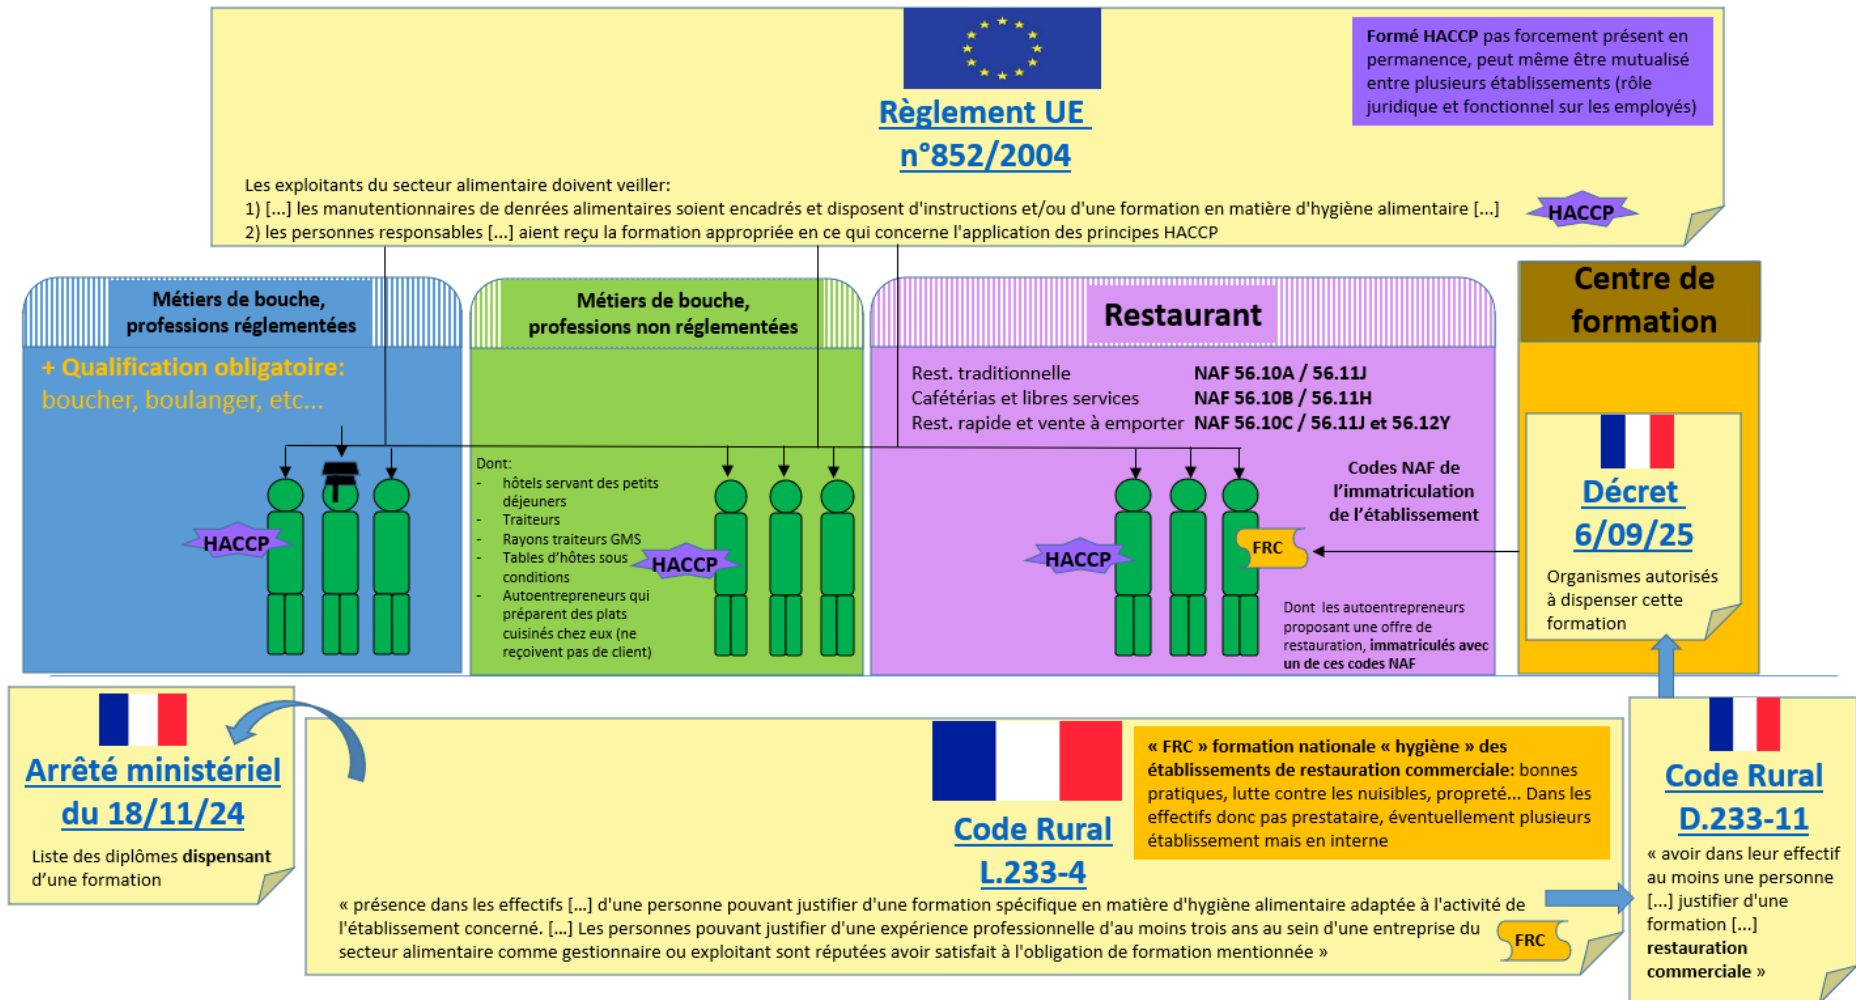 Règlement UE
n°852/2004
Formé HACCP pas forcement présent en
permanence, peut même être mutualisé
entre plusieurs établissements (rôle
juridique et fonctionnel sur les employés)
Les exploitants du secteur alimentaire doivent veiller:
1) [...] les manutentionnaires de denrées alimentaires soient encadrés et disposent d'instructions et/ou d'une formation en matière d'hygiène alimentaire [...]
2) les personnes responsables [...] aient reçu la formation appropriée en ce qui concerne l'application des principes HACCP
HACCP
Métiers de bouche,
professions réglementées
+ Qualification obligatoire:
boucher, boulanger, etc...
HACCP
Métiers de bouche,
professions non réglementées
Dont:
- hôtels servant des petits
déjeuners
- Traiteurs
- Rayons traiteurs GMS
- Tables d'hôtes sous
conditions
- Autoentrepreneurs qui
préparent des plats
cuisinés chez eux (ne
reçoivent pas de client)
HACCP
Restaurant
Rest. traditionnelle NAF 56.10A / 56.11J
Cafétérias et libres services NAF 56.10B / 56.11H
Rest. rapide et vente à emporter NAF 56.10C / 56.11J et 56.12Y
Codes NAF de
l'immatriculation
de l'établissement
HACCP
FRC
Dont les autoentrepreneurs
proposant une offre de
restauration, immatriculés avec
un de ces codes NAF
Centre de
formation
Décret
6/09/25
Organismes autorisés
à dispenser cette
formation
Arrêté ministériel
du 18/11/24
Liste des diplômes dispensant
d'une formation
Code Rural
L.233-4
« FRC » formation nationale « hygiène » des
établissements de restauration commerciale: bonnes
pratiques, lutte contre les nuisibles, propreté... Dans les
effectifs donc pas prestataire, éventuellement plusieurs
établissement mais en interne
« présence dans les effectifs [...] d'une personne pouvant justifier d'une formation spécifique en matière d'hygiène alimentaire adaptée à l'activité de
l'établissement concerné. [...] Les personnes pouvant justifier d'une expérience professionnelle d'au moins trois ans au sein d'une entreprise du
secteur alimentaire comme gestionnaire ou exploitant sont réputées avoir satisfait à l'obligation de formation mentionnée »
FRC
Code Rural
D.233-11
« avoir dans leur effectif
au moins une personne
[...] justifier d'une
formation [...]
restauration
commerciale »